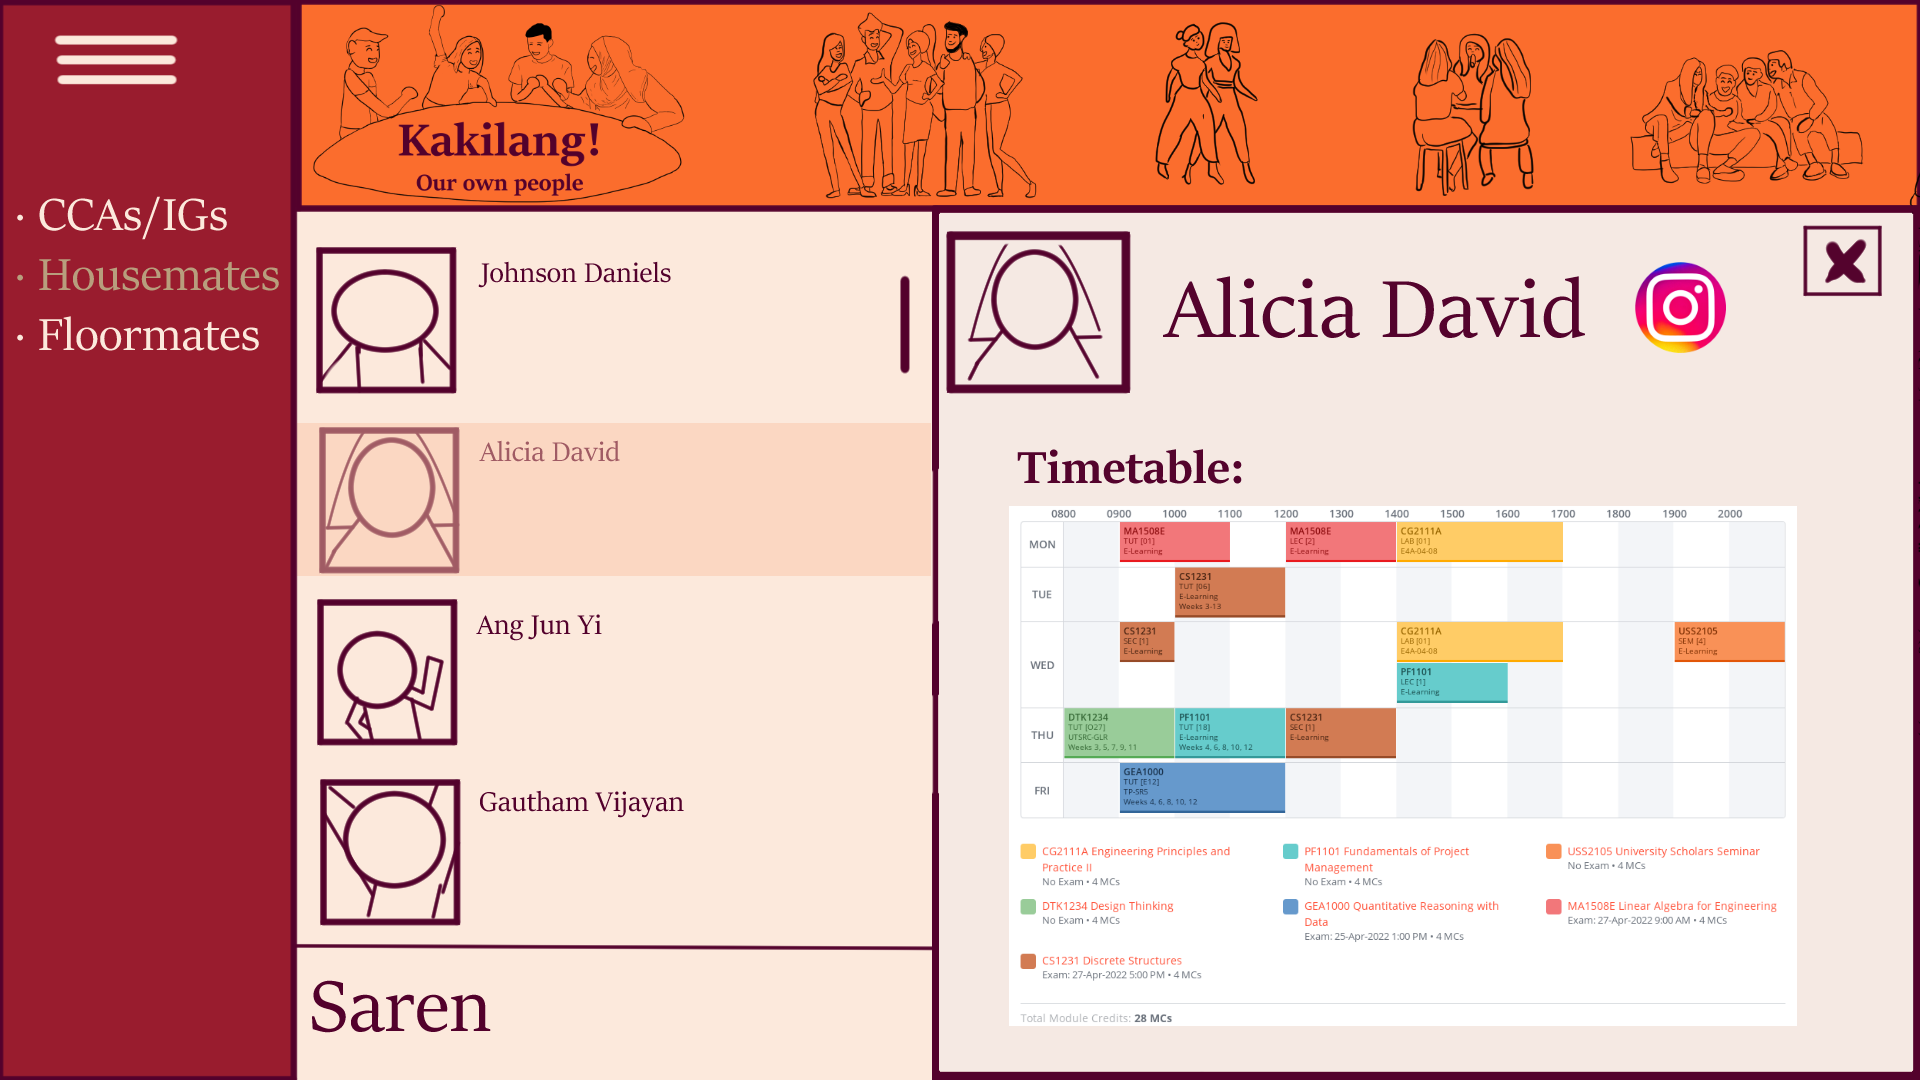 Kakilang!
Our own people
· CCAs/IGs
· Housemates
· Floormates
Johnson Daniels
Alicia David
Ang Jun Yi
Gautham Vijayan
Saren
Alicia David
Timetable:
0800 0900 1000 1100 1200 1300 1400 1500 1600 1700 1800 1900 2000
MON
MA1508E
TUT [01]
E-Learning
MA1508E
LEC [2]
E-Learning
CG2111A
LAB [01]
E4A-04-08
TUE
CS1231
TUT [06]
E-Learning
Weeks 3-13
WED
CS1231
SEC [1]
E-Learning
CG2111A
LAB [01]
E4A-04-08
PF1101
LEC [1]
E-Learning
USS2105
SEM [4]
E-Learning
THU
DTK1234
TUT [O27]
UTSRC-GLR
Weeks 3, 5, 7, 9, 11
PF1101
TUT [18]
E-Learning
Weeks 4, 6, 8, 10, 12
CS1231
SEC [1]
E-Learning
FRI
GEA1000
TUT [E12]
TP-SR5
Weeks 4, 6, 8, 10, 12
CG2111A Engineering Principles and
Practice II
No Exam • 4 MCs
PF1101 Fundamentals of Project
Management
No Exam • 4 MCs
USS2105 University Scholars Seminar
No Exam • 4 MCs
DTK1234 Design Thinking
No Exam • 4 MCs
GEA1000 Quantitative Reasoning with
Data
Exam: 25-Apr-2022 1:00 PM • 4 MCs
MA1508E Linear Algebra for Engineering
Exam: 27-Apr-2022 9:00 AM • 4 MCs
CS1231 Discrete Structures
Exam: 27-Apr-2022 5:00 PM • 4 MCs
Total Module Credits: 28 MCs